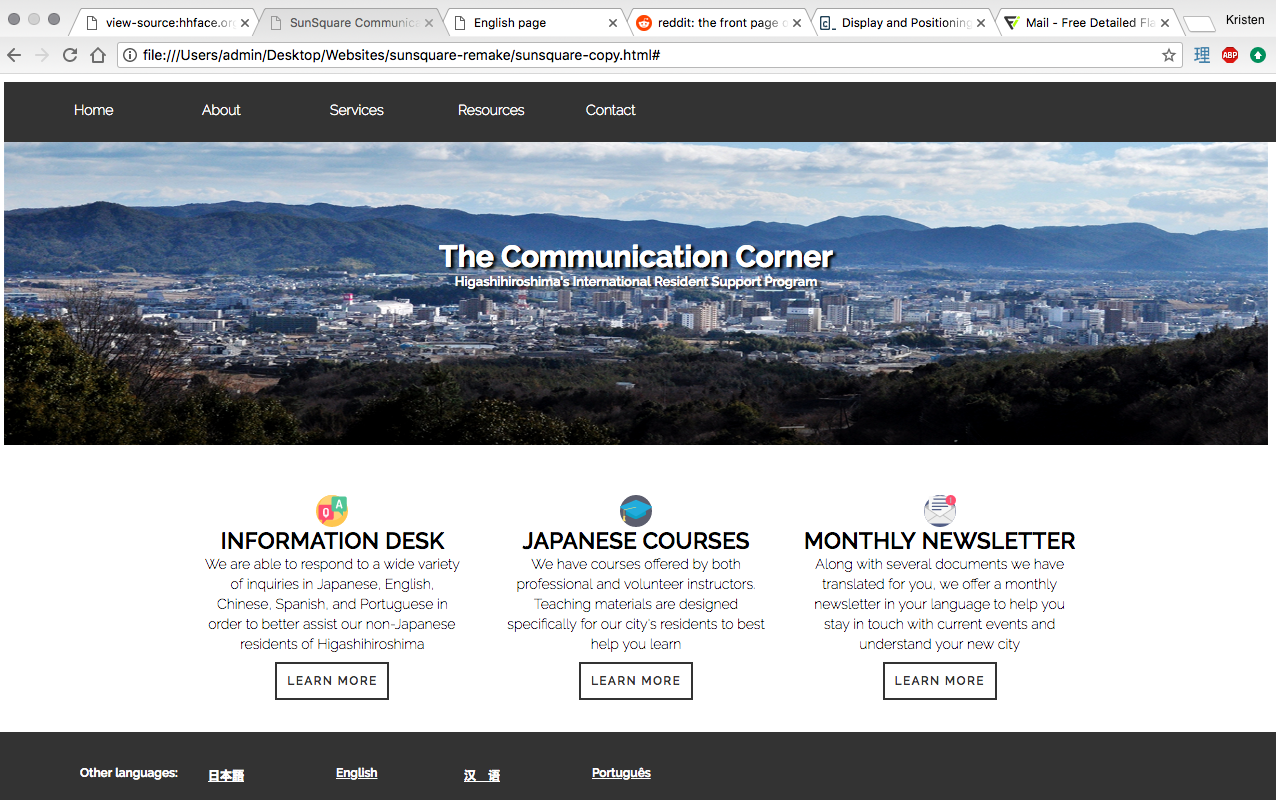 view-source:hhface.org
SunSquare Communic
English page
reddit: the front page o
Display and Positioning
Mail - Free Detailed Fla
Kristen
file:///Users/admin/Desktop/Websites/sunsquare-remake/sunsquare-copy.html#
理
ABP
Home About Services Resources Contact
The Communication Corner
Higashihiroshima's International Resident Support Program
Q A
INFORMATION DESK
We are able to respond to a wide variety
of inquiries in Japanese, English,
Chinese, Spanish, and Portuguese in
order to better assist our non-Japanese
residents of Higashihiroshima
LEARN MORE
JAPANESE COURSES
We have courses offered by both
professional and volunteer instructors.
Teaching materials are designed
specifically for our city's residents to best
help you learn
LEARN MORE
MONTHLY NEWSLETTER
Along with several documents we have
translated for you, we offer a monthly
newsletter in your language to help you
stay in touch with current events and
understand your new city
LEARN MORE
Other languages: 日本語 English 汉 语 Português